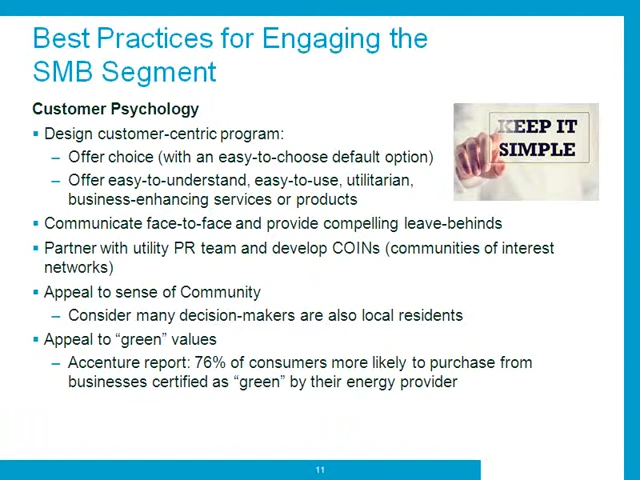 Best Practices for Engaging the
SMB Segment
Customer Psychology
▪ Design customer-centric program:
– Offer choice (with an easy-to-choose default option)
– Offer easy-to-understand, easy-to-use, utilitarian,
business-enhancing services or products
KEEP IT
SIMPLE
▪ Communicate face-to-face and provide compelling leave-behinds
▪ Partner with utility PR team and develop COINs (communities of interest
networks)
▪ Appeal to sense of Community
– Consider many decision-makers are also local residents
▪ Appeal to “green” values
– Accenture report: 76% of consumers more likely to purchase from
businesses certified as “green” by their energy provider
11